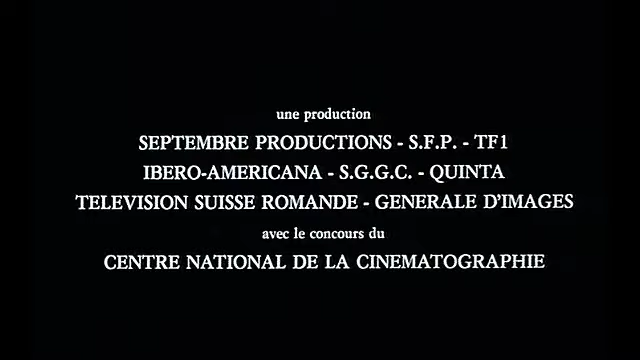 une production
SEPTEMBRE PRODUCTIONS - S.F.P. - TF1
IBERO-AMERICANA - S.G.G.C. - QUINTA
TELEVISION SUISSE ROMANDE - GENERALE D'IMAGES
avec le concours du
CENTRE NATIONAL DE LA CINEMATOGRAPHIE